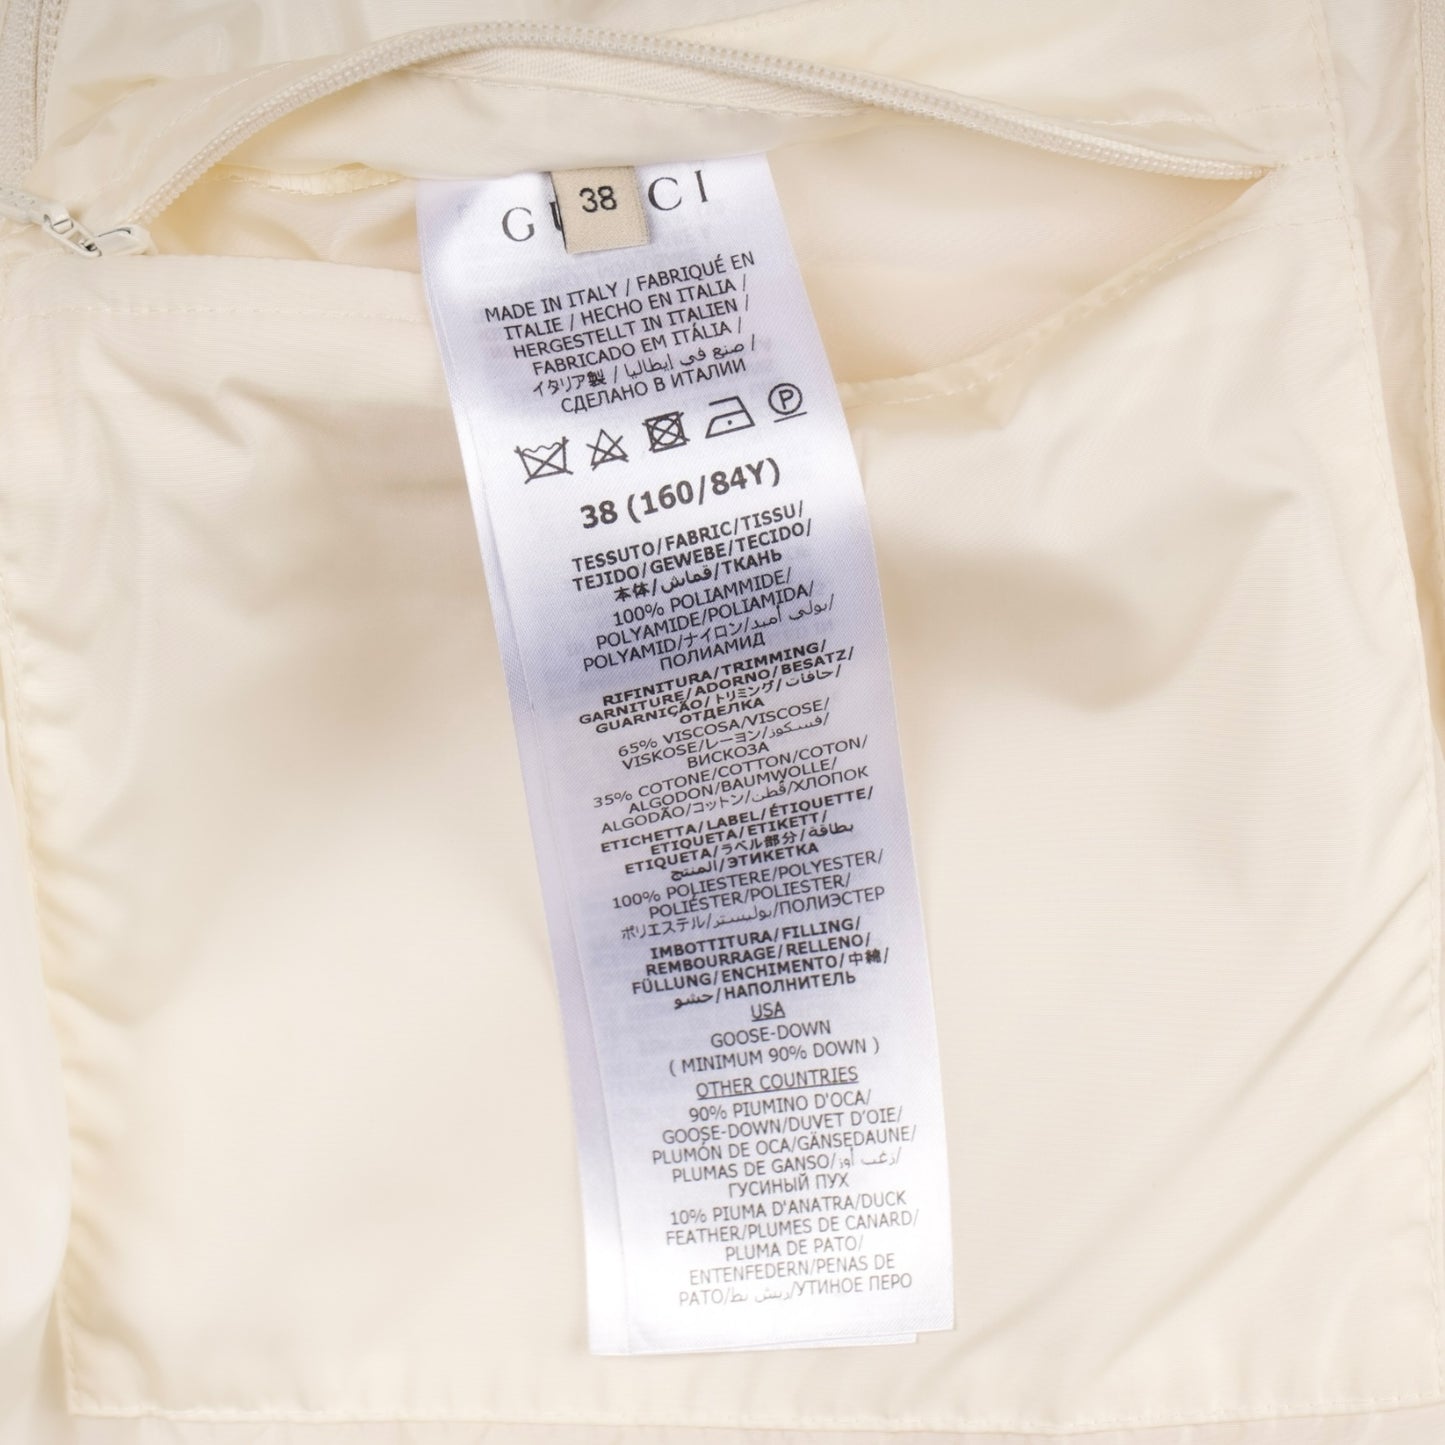 38
GUCCI
MADE IN ITALY / FABRIQUÉ EN
ITALIE / HECHO EN ITALIA /
HERGESTELLT IN ITALIEN /
FABRICADO EM ITÁLIA /
イタリア製 / صنع في إيطاليا /
СДЕЛАНО В ИТАЛИИ
P
38 (160/84Y)
TESSUTO/FABRIC/TISSU/
TEJIDO/GEWEBE/TECIDO/
本体/قماش/ТКАНЬ
100% POLIAMMIDE/
POLYAMIDE/POLIAMIDA/
POLYAMID/ナイロン/بولي أميد/
ПОЛИАМИД
RIFINITURA/TRIMMING/
GARNITURE/ADORNO/BESATZ/
GUARNIÇÃO/トリミング/حافات/
ОТДЕЛКА
65% VISCOSA/VISCOSE/
VISKOSE/レーヨン/فسكوز/
ВИСКОЗА
35% COTONE/COTTON/COTON/
ALGODON/BAUMWOLLE/
ALGODÃO/コットン/قطن/ХЛОПОК
ETICHETTA/LABEL/ÉTIQUETTE/
ETIQUETA/ETIKETT/
ETIQUETA/ラベル部分/بطاقة
المنتج/ЭТИКЕТКА
100% POLIESTERE/POLYESTER/
POLIÉSTER/POLIESTER/
ポリエステル/بوليستر/ПОЛИЭСТЕР
IMBOTTITURA/FILLING/
REMBOURRAGE/RELLENO/
FÜLLUNG/ENCHIMENTO/中綿/
حشو/НАПОЛНИТЕЛЬ
USA
GOOSE-DOWN
( MINIMUM 90% DOWN )
OTHER COUNTRIES
90% PIUMINO D'OCA/
GOOSE-DOWN/DUVET D'OIE/
PLUMÓN DE OCA/GÄNSEDAUNE/
PLUMAS DE GANSO/زغب أوز/
ГУСИНЫЙ ПУХ
10% PIUMA D'ANATRA/DUCK
FEATHER/PLUMES DE CANARD/
PLUMA DE PATO/
ENTENFEDERN/PENAS DE
PATO/ريش بط/УТИНОЕ ПЕРО